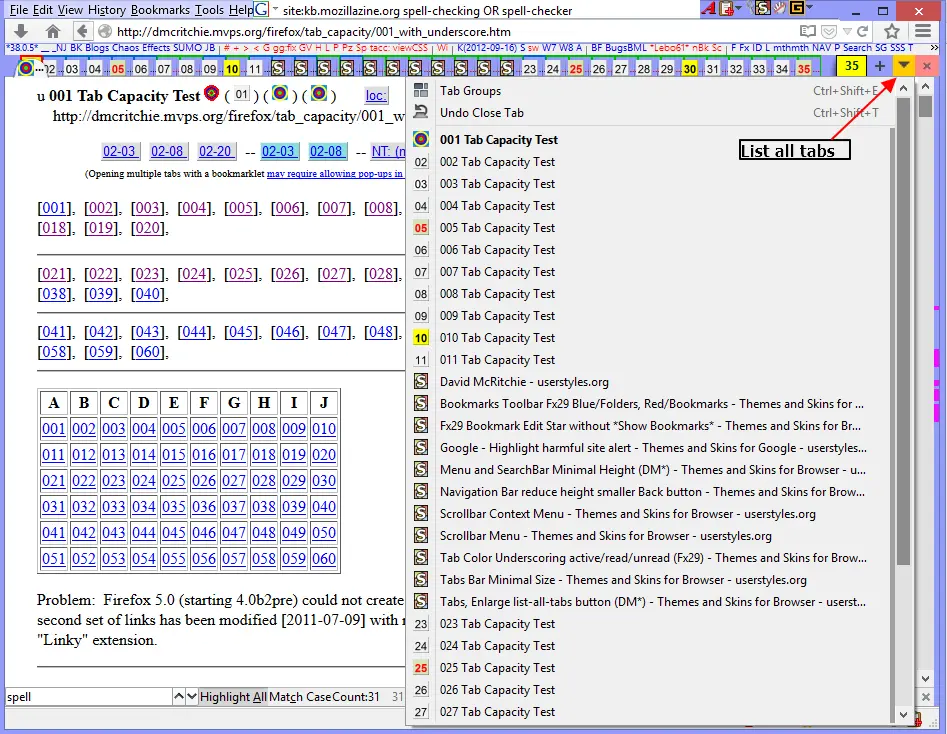 File Edit View History Bookmarks Tools Help
site:kb.mozillazine.org spell-checking OR spell-checker
http://dmcritchie.mvps.org/firefox/tab_capacity/001_with_underscore.htm
*38.0.5* _ _NJ BK Blogs Chaos Effects SUMO JB | # + > < G gg:fix GV H L P Pz Sp tacc: viewCSS | Wi | K(2012-09-16) S sw W7 W8 A | BF BugsBML *Lebo61* nBk Sc | F Fx ID L mthmth NAV P Search SG SSS T »
02 03 04 05 06 07 08 09 10 11 23 24 25 26 27 28 29 30 31 32 33 34 35 35 +
u 001 Tab Capacity Test ( 01 ) ( ) ( ) loc:
http://dmcritchie.mvps.org/firefox/tab_capacity/001_w
02-03 02-08 02-20 -- 02-03 02-08 -- NT: (n
(Opening multiple tabs with a bookmarklet may require allowing pop-ups in
[001], [002], [003], [004], [005], [006], [007], [008],
[018], [019], [020],
[021], [022], [023], [024], [025], [026], [027], [028],
[038], [039], [040],
[041], [042], [043], [044], [045], [046], [047], [048],
[058], [059], [060],
A B C D E F G H I J
001 002 003 004 005 006 007 008 009 010
011 012 013 014 015 016 017 018 019 020
021 022 023 024 025 026 027 028 029 030
031 032 033 034 035 036 037 038 039 040
041 042 043 044 045 046 047 048 049 050
051 052 053 054 055 056 057 058 059 060
Problem: Firefox 5.0 (starting 4.0b2pre) could not create
second set of links has been modified [2011-07-09] with
"Linky" extension.
Tab Groups Ctrl+Shift+E
Undo Close Tab Ctrl+Shift+T
List all tabs
001 Tab Capacity Test
02 002 Tab Capacity Test
03 003 Tab Capacity Test
04 004 Tab Capacity Test
05 005 Tab Capacity Test
06 006 Tab Capacity Test
07 007 Tab Capacity Test
08 008 Tab Capacity Test
09 009 Tab Capacity Test
10 010 Tab Capacity Test
11 011 Tab Capacity Test
S David McRitchie - userstyles.org
S Bookmarks Toolbar Fx29 Blue/Folders, Red/Bookmarks - Themes and Skins for ...
S Fx29 Bookmark Edit Star without *Show Bookmarks* - Themes and Skins for Br...
S Google - Highlight harmful site alert - Themes and Skins for Google - userstyles...
S Menu and SearchBar Minimal Height (DM*) - Themes and Skins for Browser - u...
S Navigation Bar reduce height smaller Back button - Themes and Skins for Brow...
S Scrollbar Context Menu - Themes and Skins for Browser - userstyles.org
S Scrollbar Menu - Themes and Skins for Browser - userstyles.org
S Tab Color Underscoring active/read/unread (Fx29) - Themes and Skins for Brow...
S Tabs Bar Minimal Size - Themes and Skins for Browser - userstyles.org
S Tabs, Enlarge list-all-tabs button (DM*) - Themes and Skins for Browser - userst...
23 023 Tab Capacity Test
24 024 Tab Capacity Test
25 025 Tab Capacity Test
26 026 Tab Capacity Test
27 027 Tab Capacity Test
spell Highlight All Match Case Count:31 31